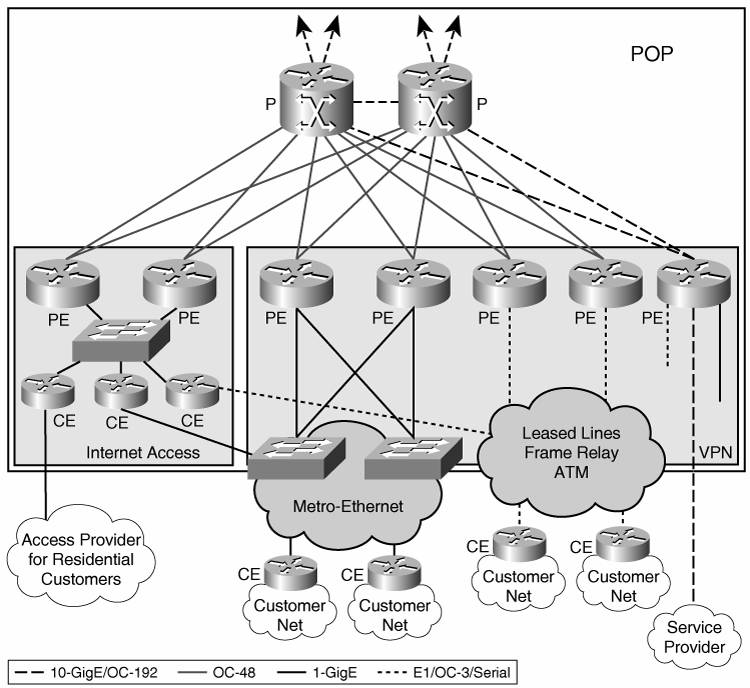 POP
P
P
PE
PE
PE
PE
PE
PE
PE
CE
CE
CE
Internet Access
VPN
Leased Lines
Frame Relay
ATM
Metro-Ethernet
Access Provider
for Residential
Customers
CE
Customer
Net
CE
Customer
Net
CE
Customer
Net
CE
Customer
Net
Service
Provider
10-GigE/OC-192
OC-48
1-GigE
E1/OC-3/Serial